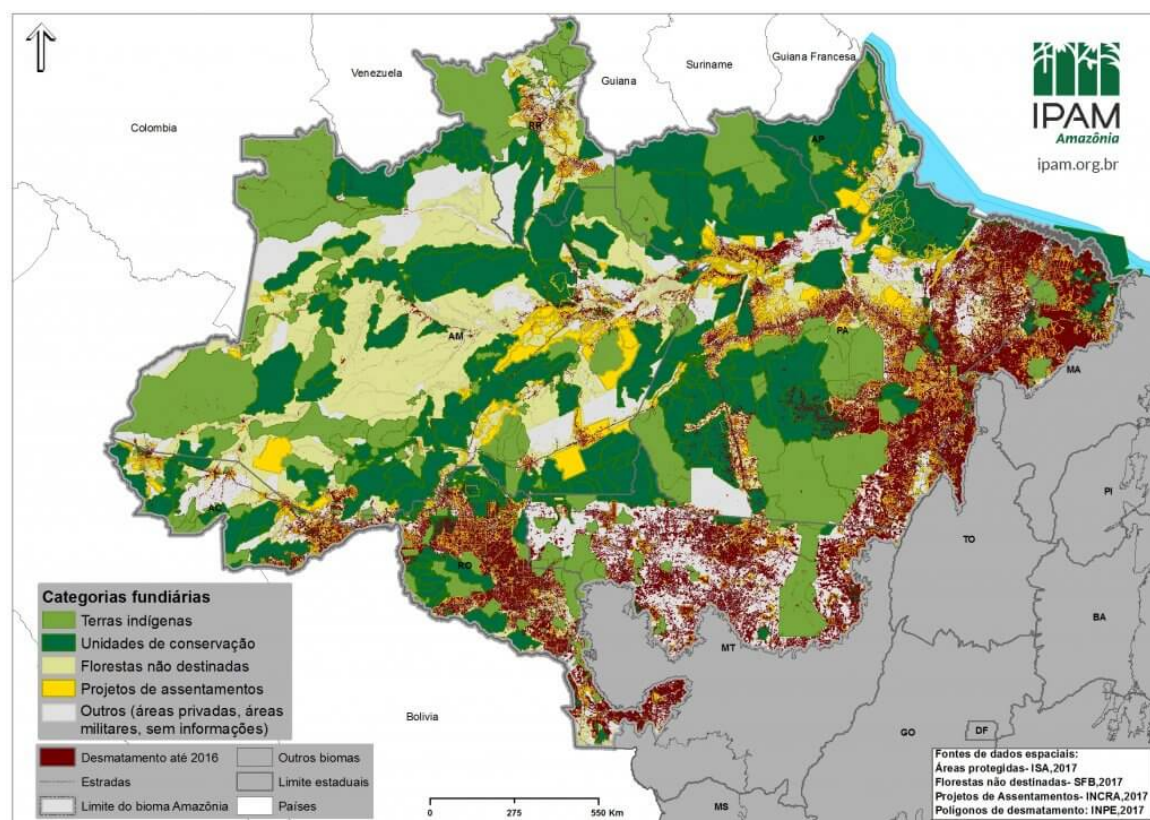 Venezuela
Guiana
Suriname
Guiana Francesa
Colombia
IPAM
Amazônia
ipam.org.br
RR
AP
AM
PA
MA
AC
RO
PI
TO
BA
MT
Bolivia
GO
DF
MS
Categorias fundiárias
Terras indígenas
Unidades de conservação
Florestas não destinadas
Projetos de assentamentos
Outros (áreas privadas, áreas
militares, sem informações)
Desmatamento até 2016
Outros biomas
Estradas
Limite estaduais
Limite do bioma Amazônia
Países
0 275 550 Km
Fontes de dados espaciais:
Áreas protegidas- ISA,2017
Florestas não destinadas- SFB,2017
Projetos de Assentamentos- INCRA,2017
Polígonos de desmatamento: INPE,2017